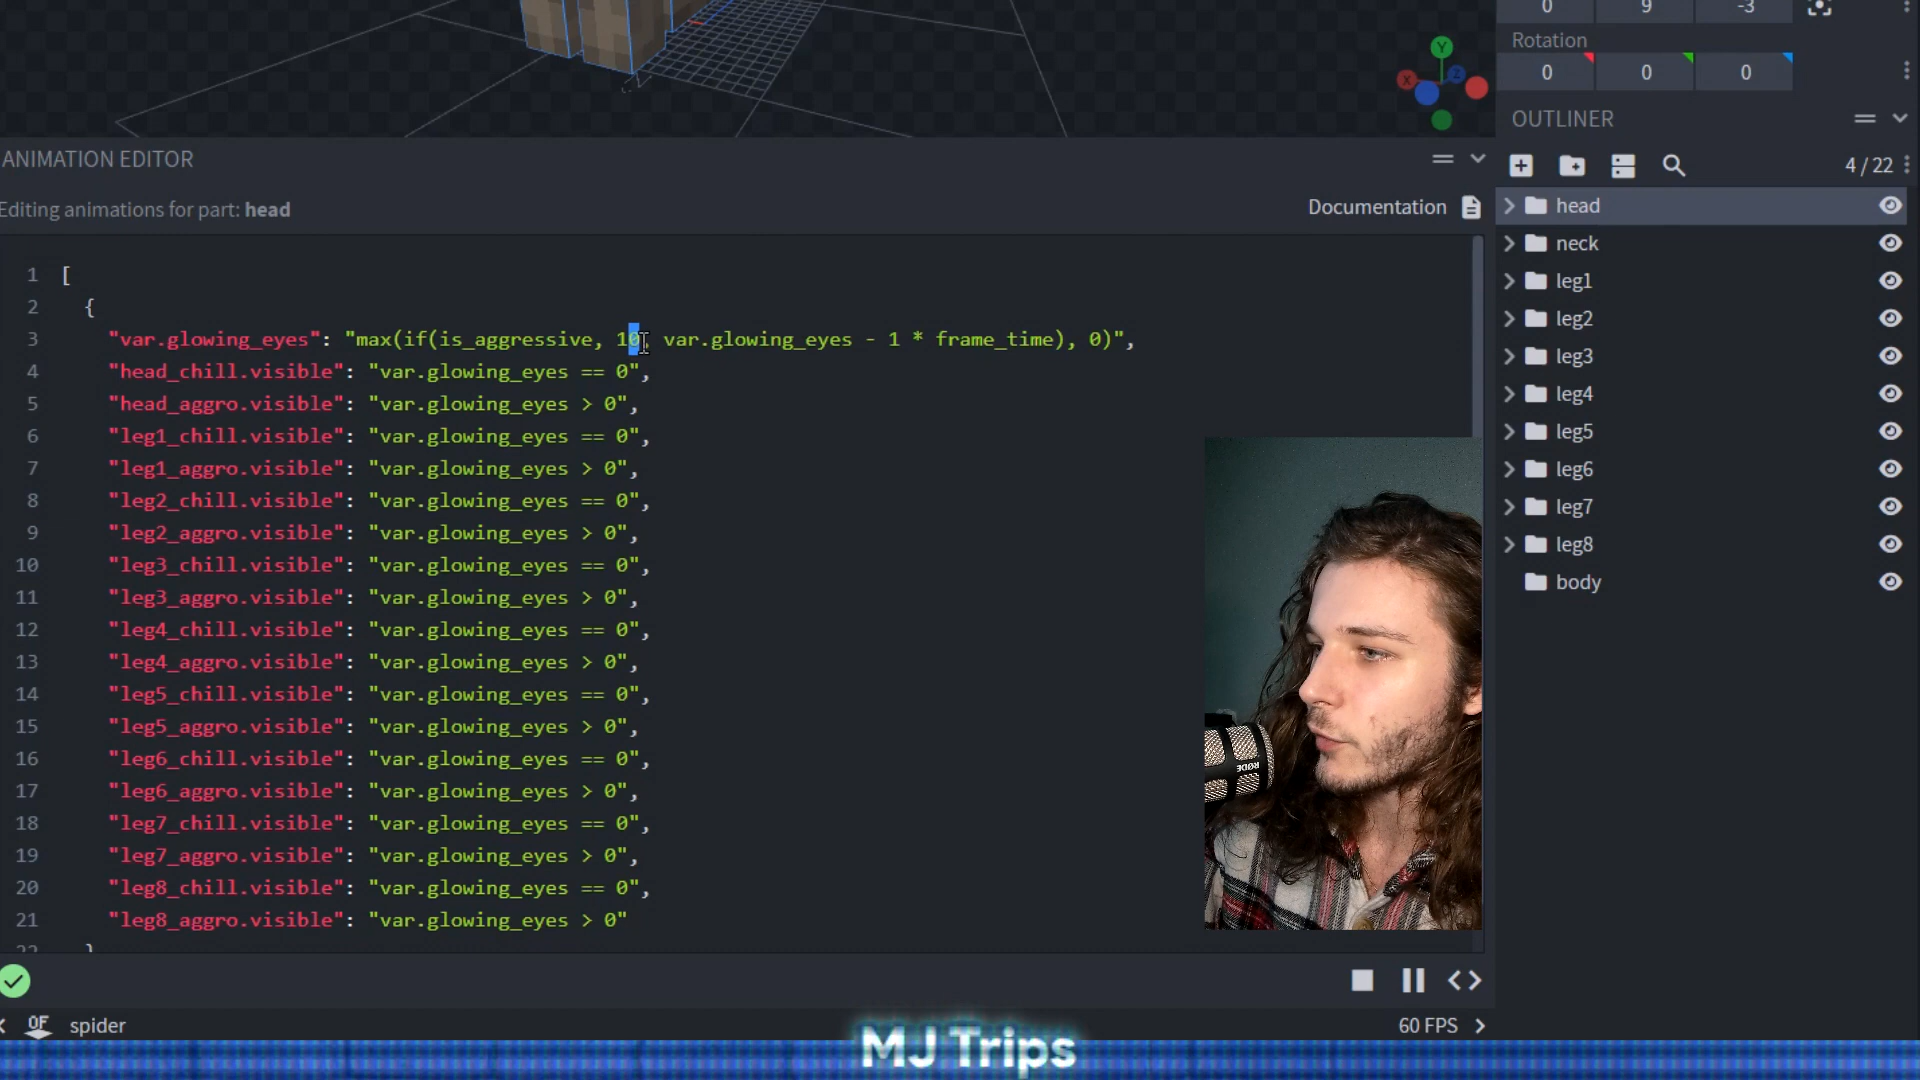 0 9 -3
Rotation
0 0 0
ANIMATION EDITOR
Editing animations for part: head
Documentation
1 [
2 {
3 "var.glowing_eyes": "max(if(is_aggressive, 10, var.glowing_eyes - 1 * frame_time), 0)",
4 "head_chill.visible": "var.glowing_eyes == 0",
5 "head_aggro.visible": "var.glowing_eyes > 0",
6 "leg1_chill.visible": "var.glowing_eyes == 0",
7 "leg1_aggro.visible": "var.glowing_eyes > 0",
8 "leg2_chill.visible": "var.glowing_eyes == 0",
9 "leg2_aggro.visible": "var.glowing_eyes > 0",
10 "leg3_chill.visible": "var.glowing_eyes == 0",
11 "leg3_aggro.visible": "var.glowing_eyes > 0",
12 "leg4_chill.visible": "var.glowing_eyes == 0",
13 "leg4_aggro.visible": "var.glowing_eyes > 0",
14 "leg5_chill.visible": "var.glowing_eyes == 0",
15 "leg5_aggro.visible": "var.glowing_eyes > 0",
16 "leg6_chill.visible": "var.glowing_eyes == 0",
17 "leg6_aggro.visible": "var.glowing_eyes > 0",
18 "leg7_chill.visible": "var.glowing_eyes == 0",
19 "leg7_aggro.visible": "var.glowing_eyes > 0",
20 "leg8_chill.visible": "var.glowing_eyes == 0",
21 "leg8_aggro.visible": "var.glowing_eyes > 0"
22 }
OUTLINER
4 / 22
head
neck
leg1
leg2
leg3
leg4
leg5
leg6
leg7
leg8
body
X Y Z
RØDE
OF spider
60 FPS
MJ Trips